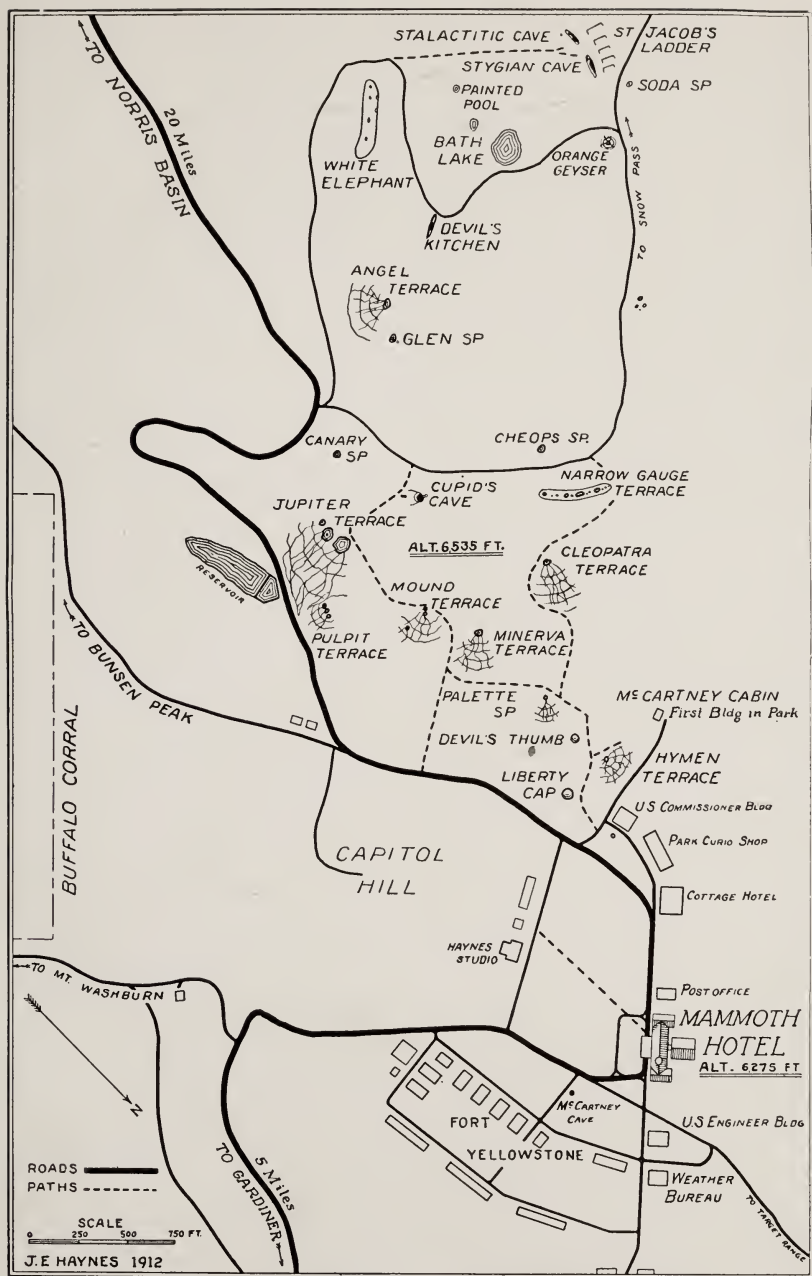 STALACTITIC CAVE
ST JACOB'S
LADDER
STYGIAN CAVE
SODA SP
PAINTED
POOL
BATH
LAKE
ORANGE
GEYSER
TO NORRIS BASIN
20 Miles
WHITE
ELEPHANT
TO SNOW PASS
DEVIL'S
KITCHEN
ANGEL
TERRACE
GLEN SP
CANARY
SP
CHEOPS SP.
CUPID'S
CAVE
NARROW GAUGE
TERRACE
JUPITER
TERRACE
ALT. 6,535 FT.
CLEOPATRA
TERRACE
RESERVOIR
MOUND
TERRACE
PULPIT
TERRACE
MINERVA
TERRACE
TO BUNSEN PEAK
PALETTE
SP
McCARTNEY CABIN
First Bldg in Park
DEVIL'S THUMB
HYMEN
TERRACE
LIBERTY
CAP
BUFFALO CORRAL
U.S COMMISSIONER BLDG
PARK CURIO SHOP
CAPITOL
HILL
COTTAGE HOTEL
HAYNES
STUDIO
TO MT. WASHBURN
POST OFFICE
MAMMOTH
HOTEL
ALT. 6,275 FT
N
McCARTNEY
CAVE
FORT
YELLOWSTONE
U.S ENGINEER BLDG
WEATHER
BUREAU
TO TARGET RANGE
5 Miles
TO GARDINER
ROADS
PATHS
SCALE
0 250 500 750 FT.
J.E HAYNES 1912